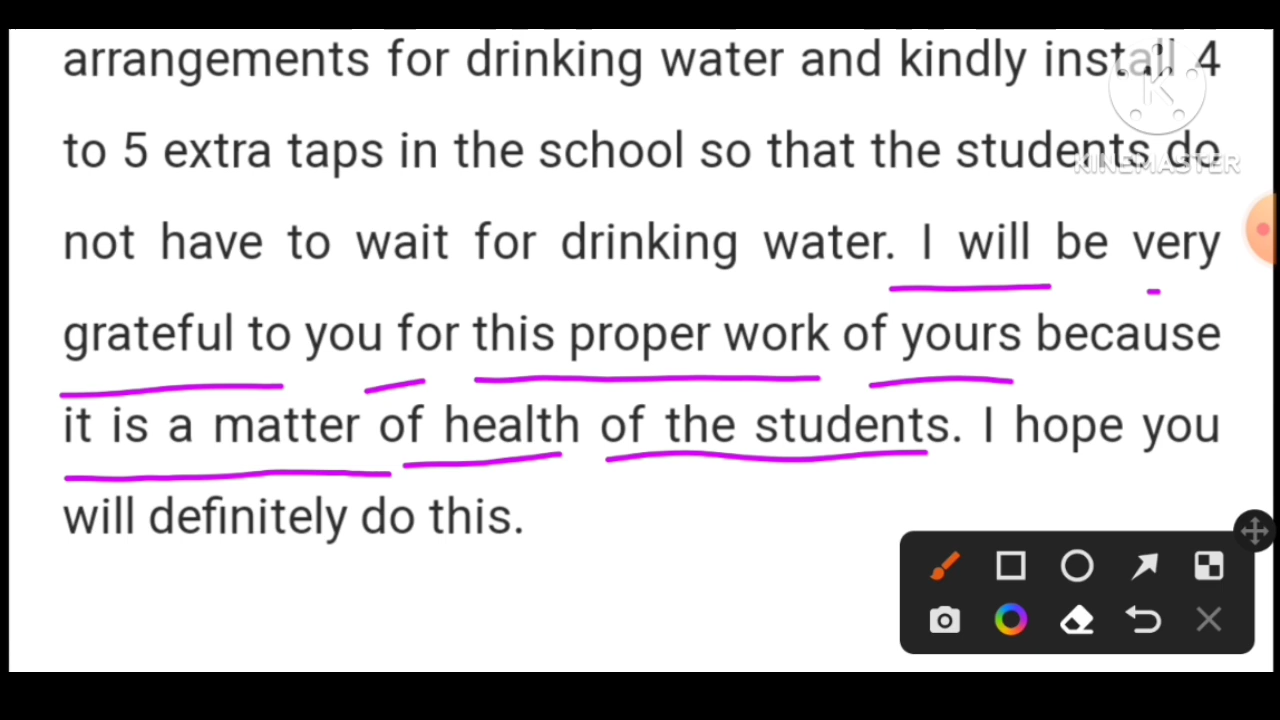 arrangements for drinking water and kindly install 4
to 5 extra taps in the school so that the students do
not have to wait for drinking water. I will be very
grateful to you for this proper work of yours because
it is a matter of health of the students. I hope you
will definitely do this.
K
KINEMASTER